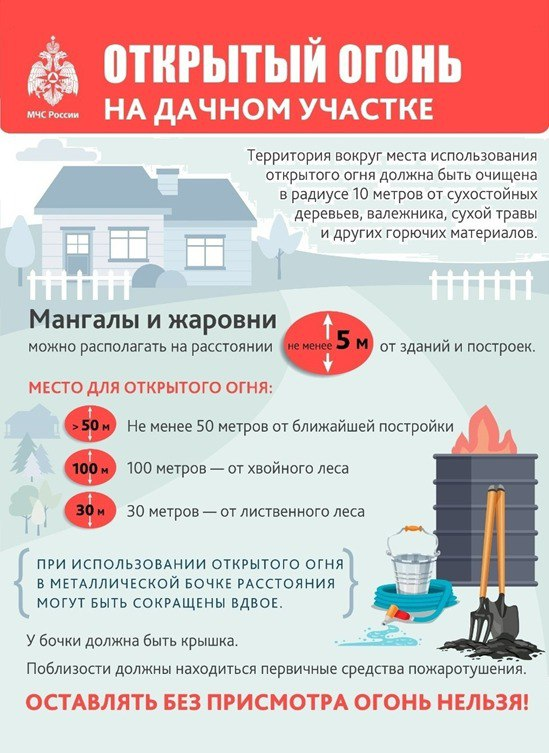 МЧС России
ОТКРЫТЫЙ ОГОНЬ
НА ДАЧНОМ УЧАСТКЕ
Территория вокруг места использования
открытого огня должна быть очищена
в радиусе 10 метров от сухостойных
деревьев, валежника, сухой травы
и других горючих материалов.
Мангалы и жаровни
можно располагать на расстоянии не менее 5 м от зданий и построек.
МЕСТО ДЛЯ ОТКРЫТОГО ОГНЯ:
> 50 м Не менее 50 метров от ближайшей постройки
100 м 100 метров — от хвойного леса
30 м 30 метров — от лиственного леса
ПРИ ИСПОЛЬЗОВАНИИ ОТКРЫТОГО ОГНЯ
В МЕТАЛЛИЧЕСКОЙ БОЧКЕ РАССТОЯНИЯ
МОГУТ БЫТЬ СОКРАЩЕНЫ ВДВОЕ.
У бочки должна быть крышка.
Поблизости должны находиться первичные средства пожаротушения.
ОСТАВЛЯТЬ БЕЗ ПРИСМОТРА ОГОНЬ НЕЛЬЗЯ!